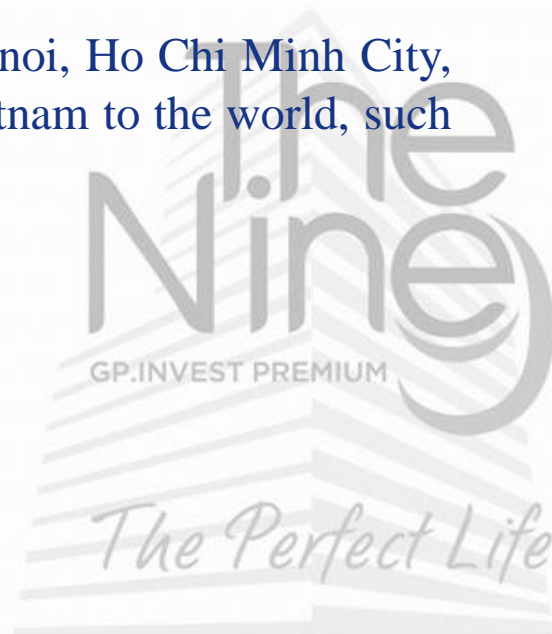 noi, Ho Chi Minh City,
tnam to the world, such
The
Nine
GP.INVEST PREMIUM
The Perfect Life